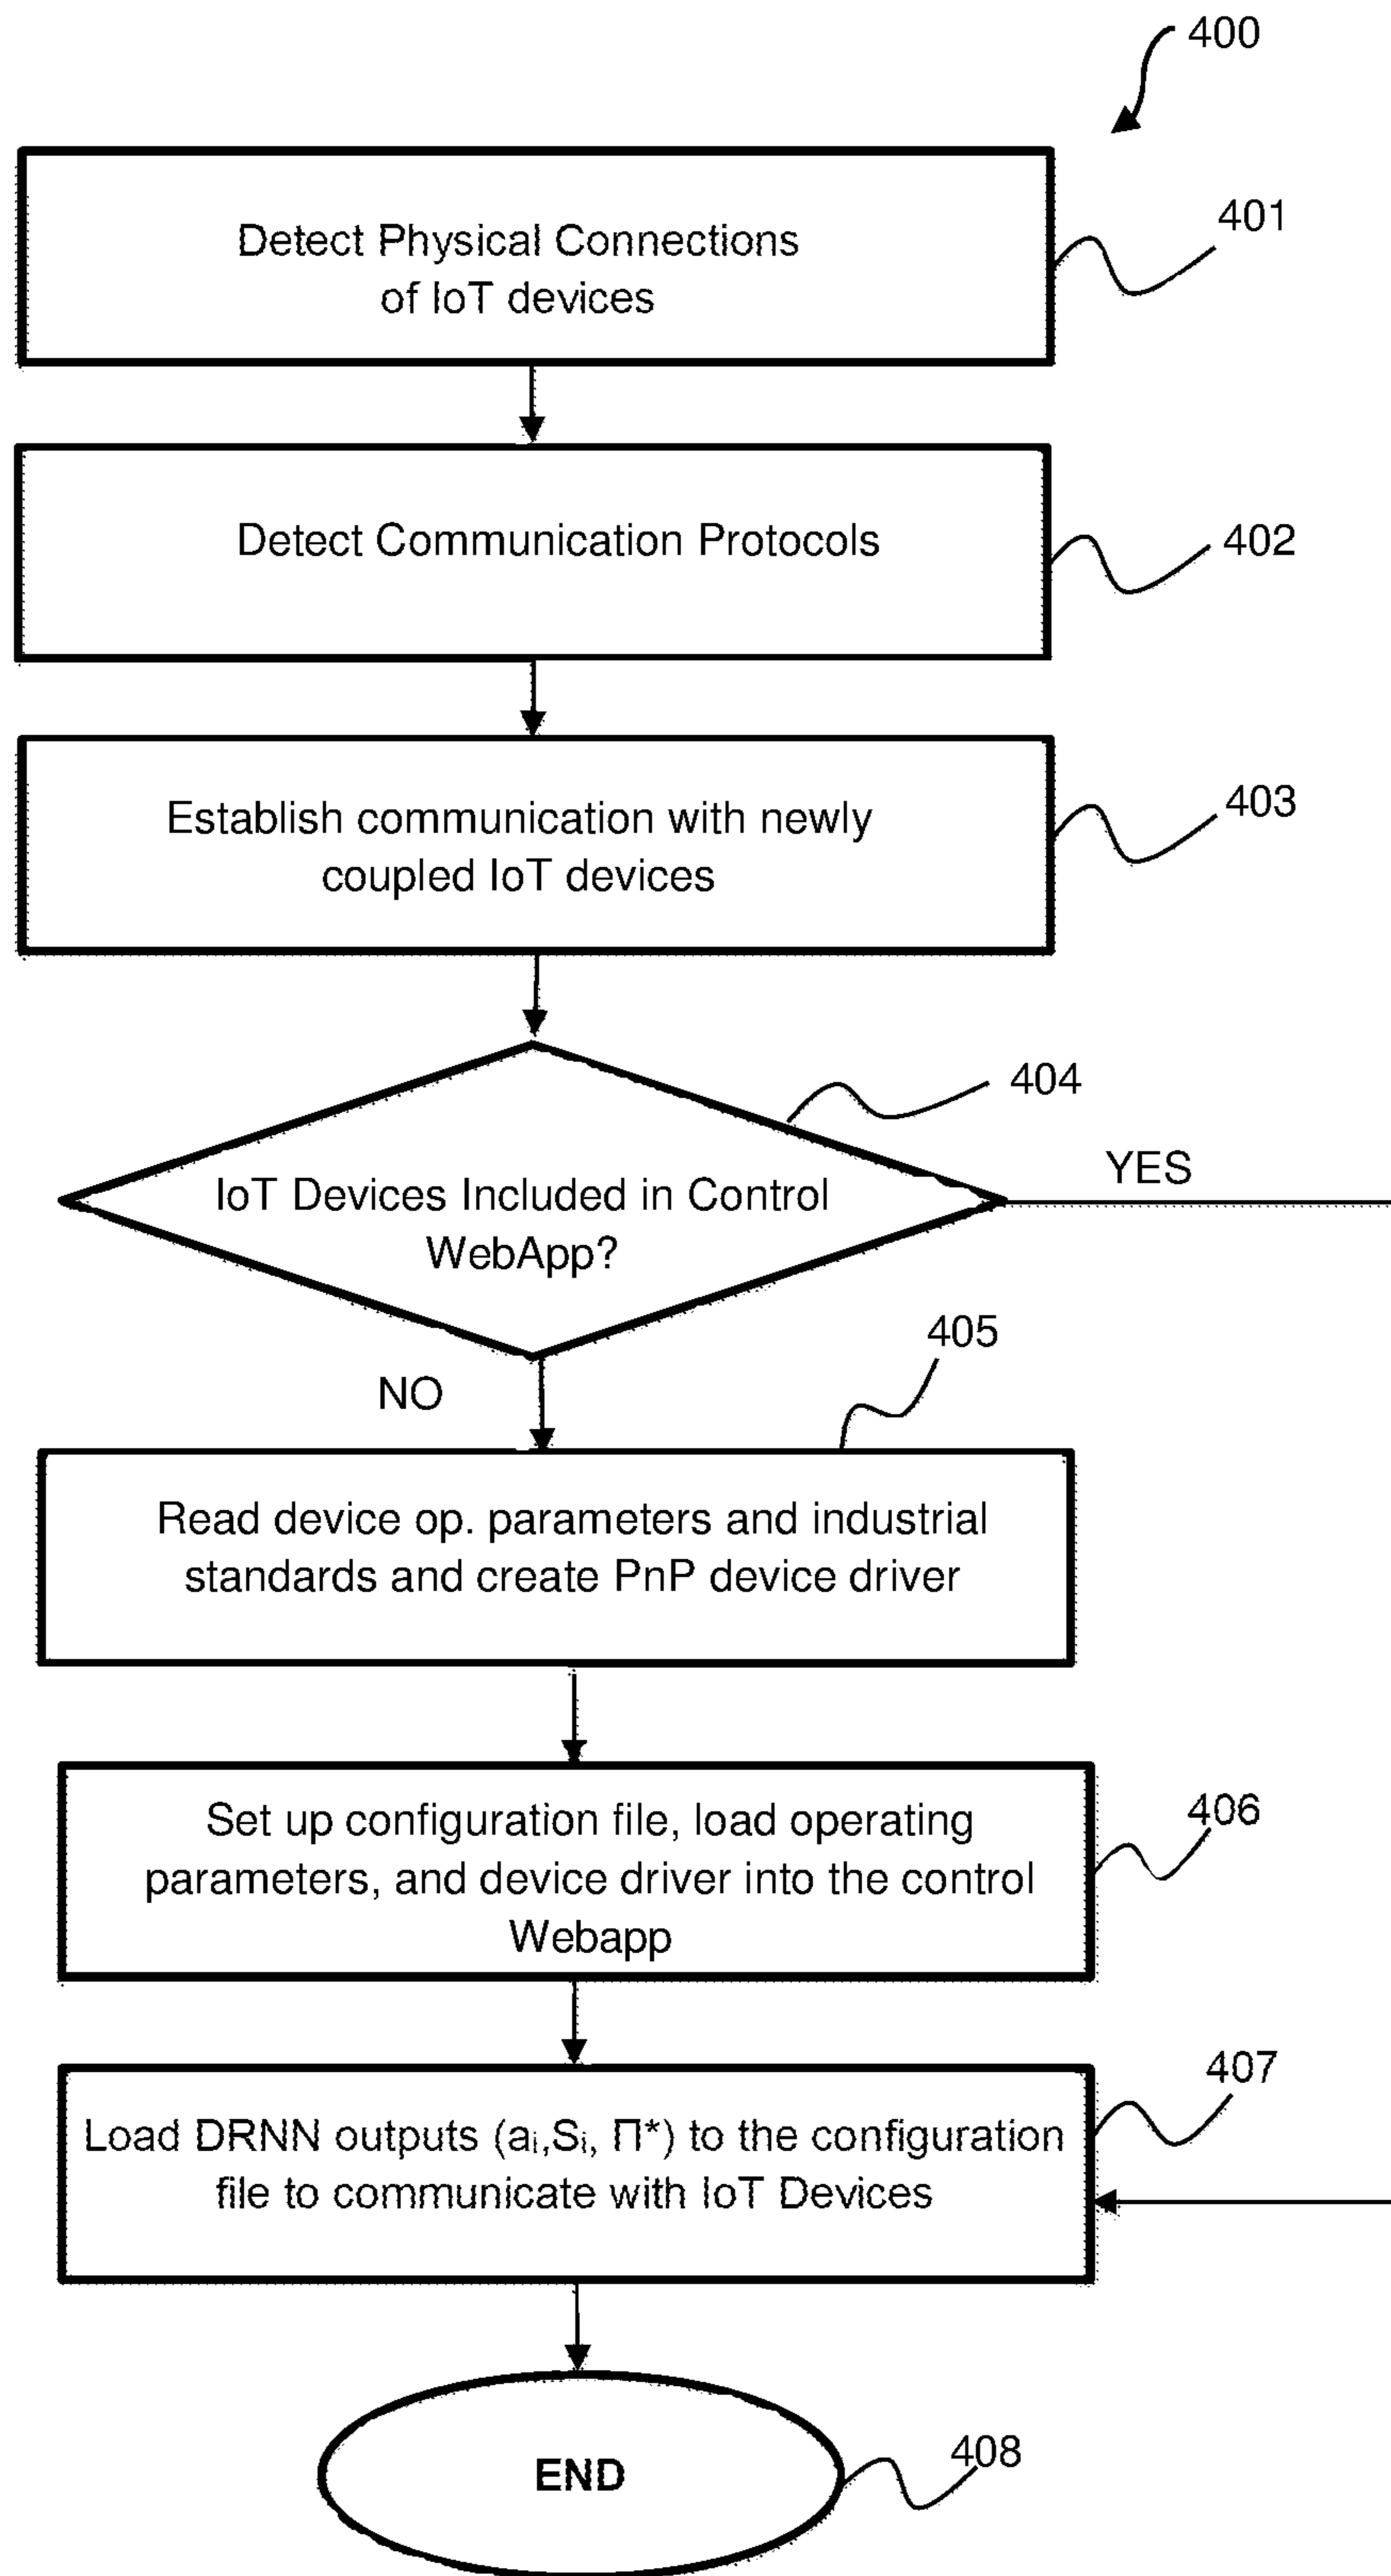 400
Detect Physical Connections
of IoT devices
401
Detect Communication Protocols
402
Establish communication with newly
coupled IoT devices
403
404
YES
IoT Devices Included in Control
WebApp?
405
NO
Read device op. parameters and industrial
standards and create PnP device driver
406
Set up configuration file, load operating
parameters, and device driver into the control
Webapp
407
Load DRNN outputs (aᵢ,Sᵢ, Π*) to the configuration
file to communicate with IoT Devices
408
END